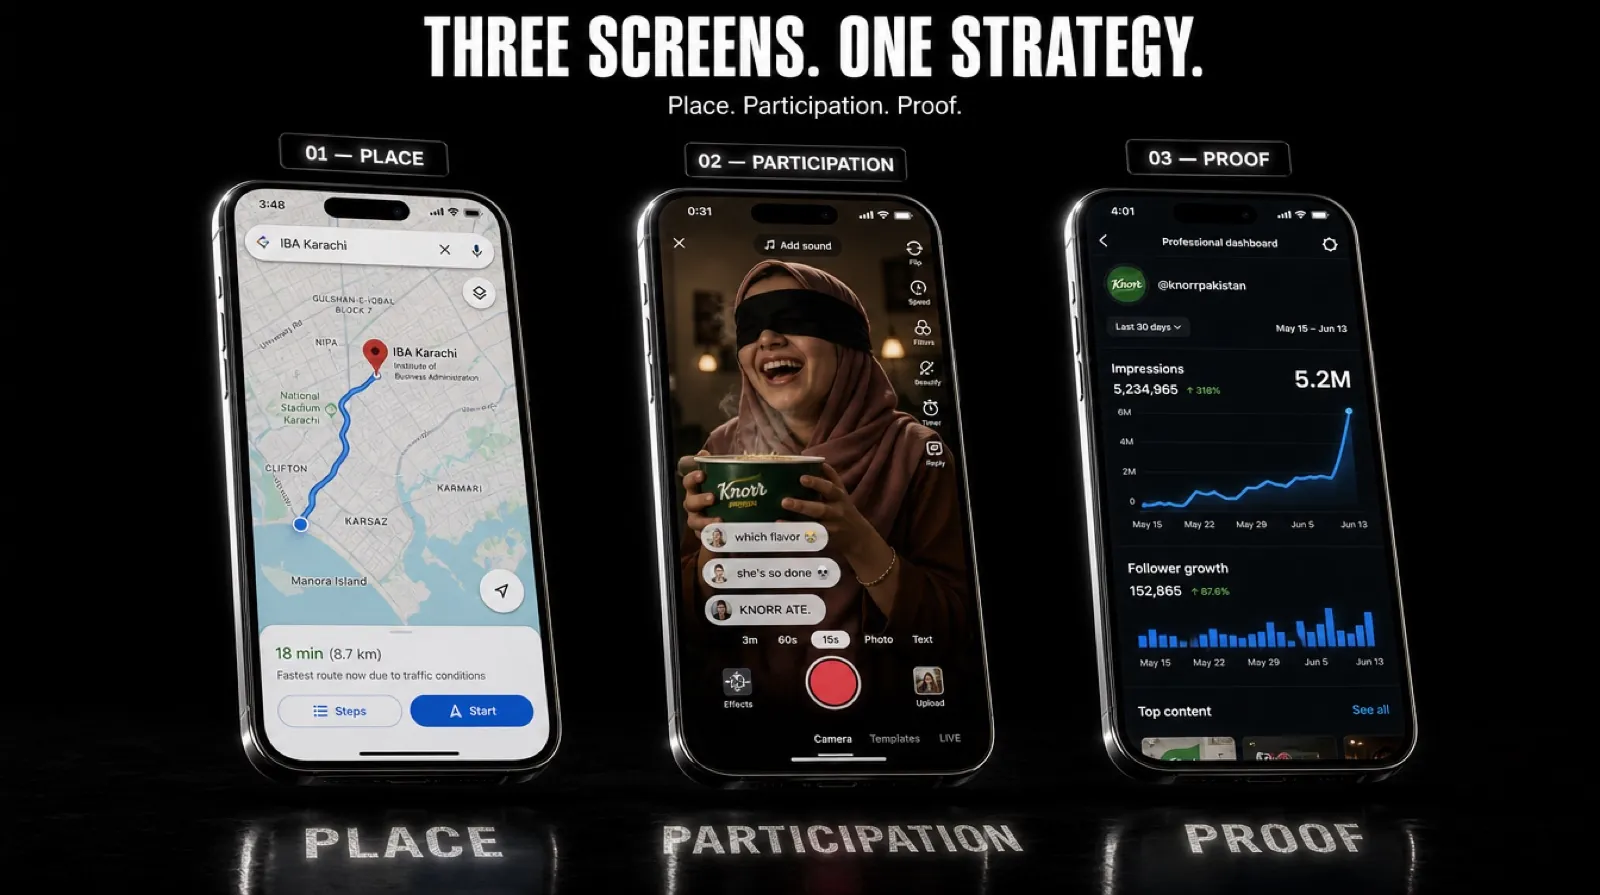 THREE SCREENS. ONE STRATEGY.
Place. Participation. Proof.
01 — PLACE
3:48
IBA Karachi
GULSHAN-E-IQBAL
BLOCK 7
University Rd
NIPA
IBA Karachi
Institute of
Business Administration
National
Stadium
Karachi
CLIFTON
KARMARI
KARSAZ
Manora Island
18 min (8.7 km)
Fastest route now due to traffic conditions
Steps
Start
02 — PARTICIPATION
0:31
Add sound
Flip
Speed
Filters
Beautify
Timer
Reply
Knorr
which flavor 😹
she's so done 💀
KNORR ATE.
3m 60s 15s Photo Text
Effects
Upload
Camera Templates LIVE
03 — PROOF
4:01
Professional dashboard
Knorr
@knorrpakistan
Last 30 days
May 15 – Jun 13
Impressions
5,234,965 ↑ 318%
5.2M
6M
4M
2M
0
May 15 May 22 May 29 Jun 5 Jun 13
Follower growth
152,865 ↑ 87.6%
May 15 May 22 May 29 Jun 5 Jun 13
Top content
See all
PLACE
PARTICIPATION
PROOF